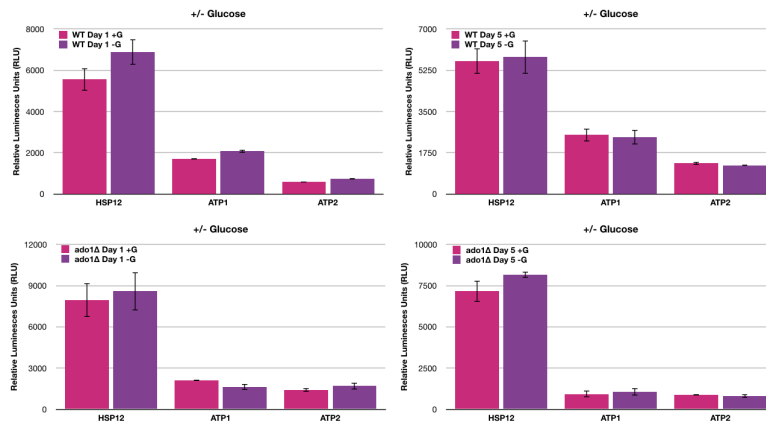 +/- Glucose
Relative Luminesces Units (RLU)
WT Day 1 +G
WT Day 1 -G
8000
6000
4000
2000
0
HSP12 ATP1 ATP2
+/- Glucose
Relative Luminesces Units (RLU)
WT Day 5 +G
WT Day 5 -G
7000
5250
3500
1750
0
HSP12 ATP1 ATP2
+/- Glucose
Relative Luminesces Units (RLU)
ado1Δ Day 1 +G
ado1Δ Day 1 -G
12000
9000
6000
3000
0
HSP12 ATP1 ATP2
+/- Glucose
Relative Luminesces Units (RLU)
ado1Δ Day 5 +G
ado1Δ Day 5 -G
10000
7500
5000
2500
0
HSP12 ATP1 ATP2